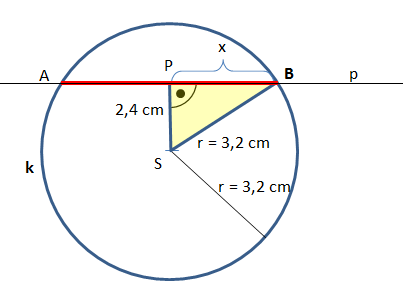 x
A
P
B
p
2,4 cm
r = 3,2 cm
S
k
r = 3,2 cm